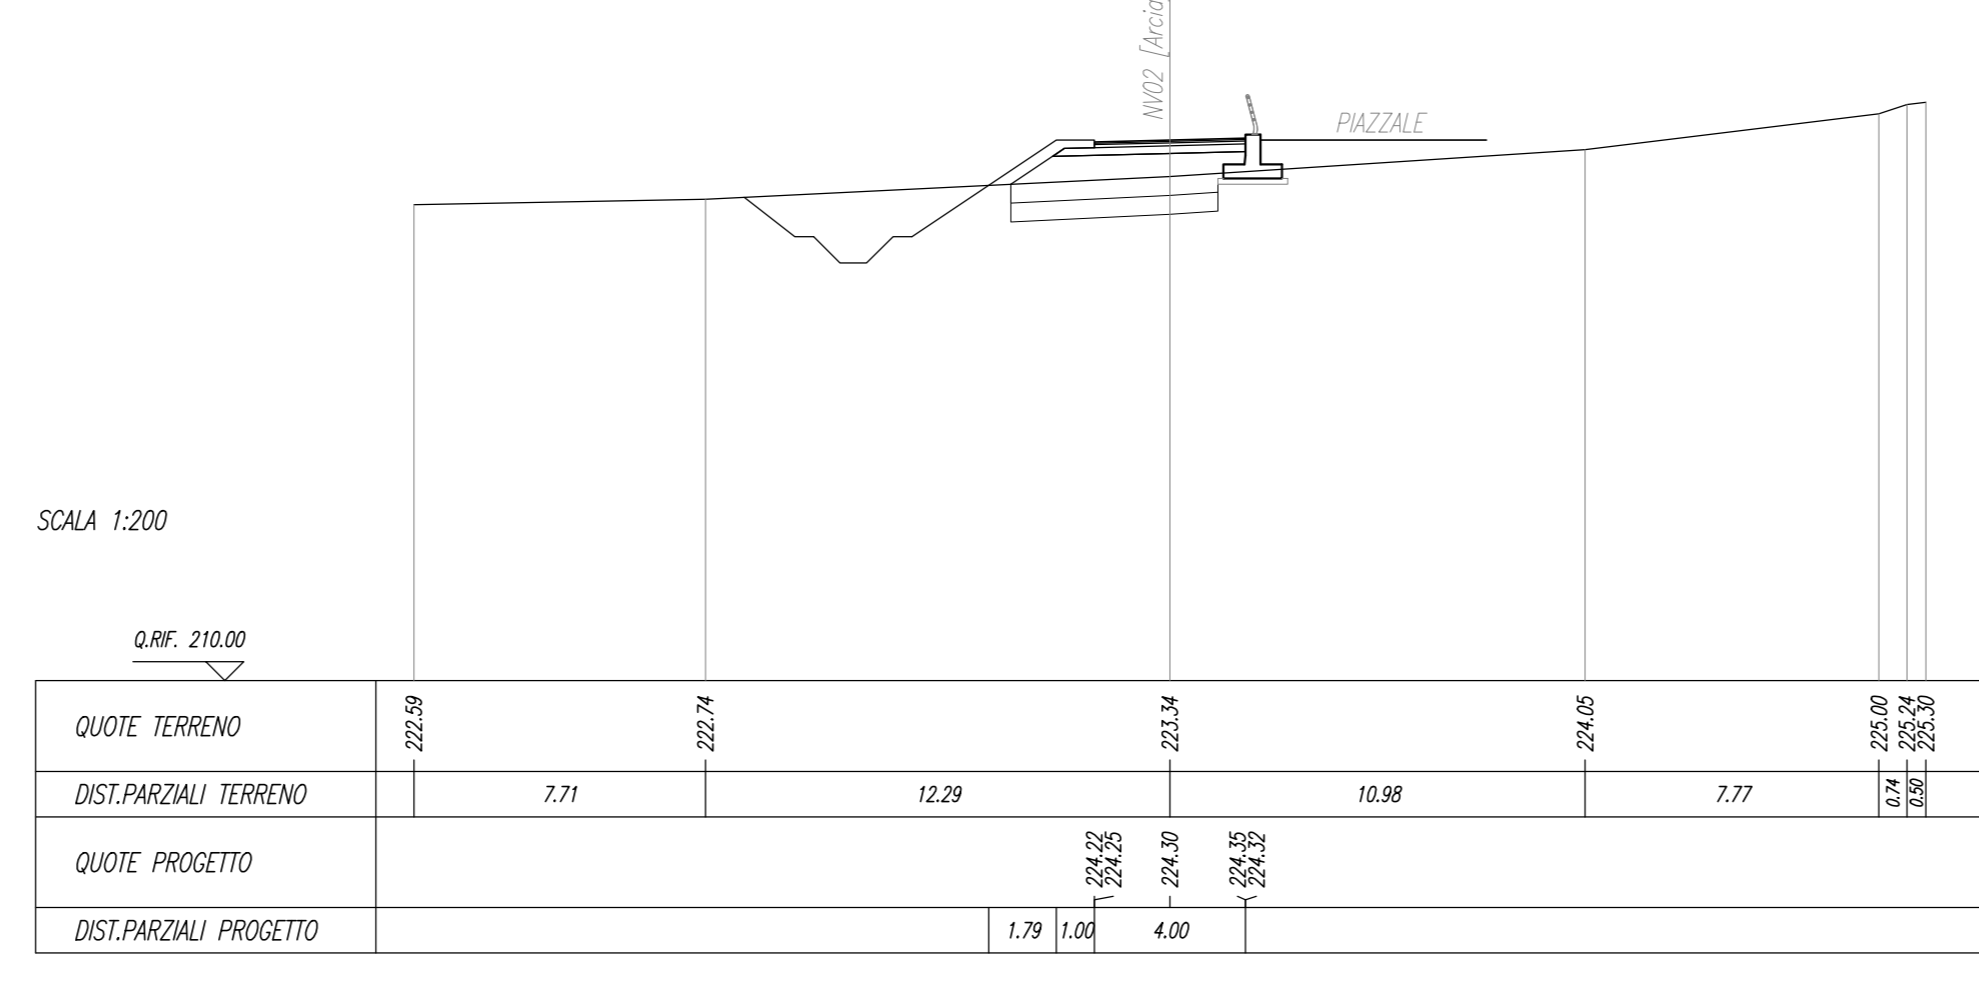 NV02 [Arcia
PIAZZALE
SCALA 1:200
Q.RIF. 210.00
QUOTE TERRENO 222.59 222.74 223.34 224.05 225.00 225.24 225.30
DIST.PARZIALI TERRENO 7.71 12.29 10.98 7.77 0.74 0.50
QUOTE PROGETTO 224.22 224.25 224.30 224.35 224.32
DIST.PARZIALI PROGETTO 1.79 1.00 4.00